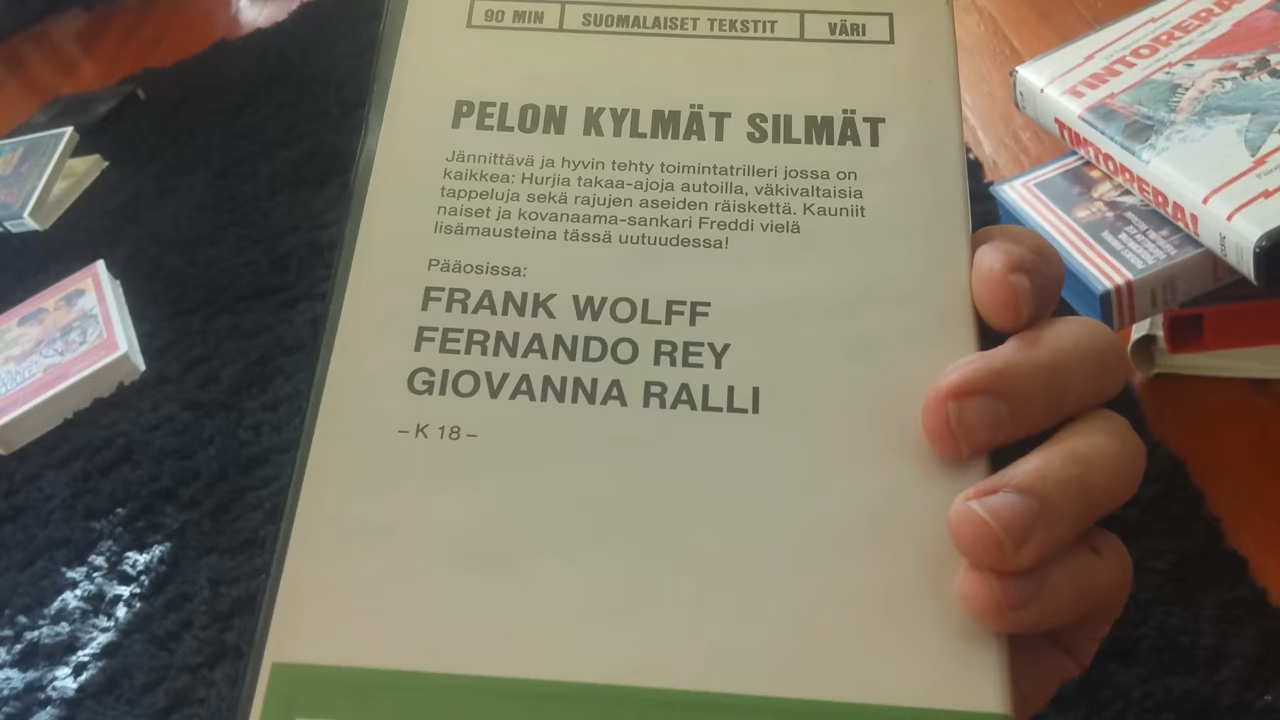 90 MIN SUOMALAISET TEKSTIT VÄRI
PELON KYLMÄT SILMÄT
Jännittävä ja hyvin tehty toimintatrilleri jossa on
kaikkea: Hurjia takaa-ajoja autoilla, väkivaltaisia
tappeluja sekä rajujen aseiden räiskettä. Kauniit
naiset ja kovanaama-sankari Freddi vielä
lisämausteina tässä uutuudessa!
Pääosissa:
FRANK WOLFF
FERNANDO REY
GIOVANNA RALLI
– K 18 –
TINTORERA
TINTORERA!